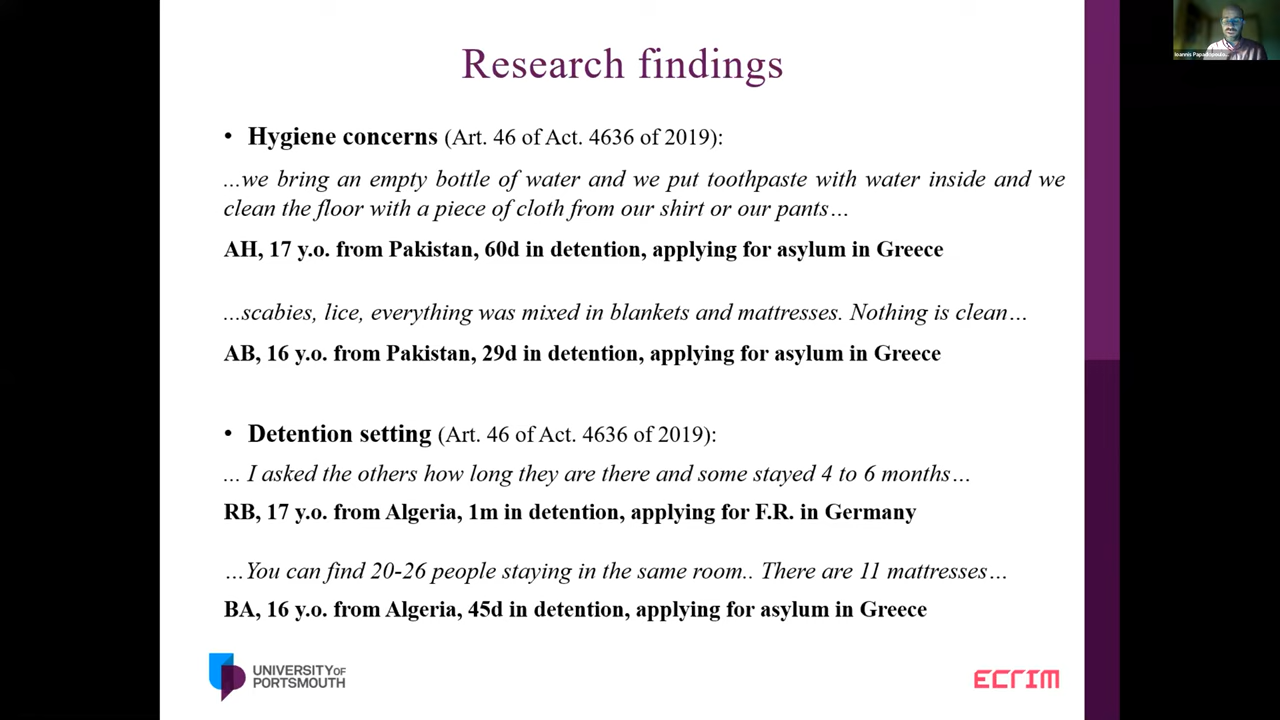 Research findings
Ioannis Papadopoulo...
• Hygiene concerns (Art. 46 of Act. 4636 of 2019):
...we bring an empty bottle of water and we put toothpaste with water inside and we
clean the floor with a piece of cloth from our shirt or our pants…
AH, 17 y.o. from Pakistan, 60d in detention, applying for asylum in Greece
...scabies, lice, everything was mixed in blankets and mattresses. Nothing is clean…
AB, 16 y.o. from Pakistan, 29d in detention, applying for asylum in Greece
• Detention setting (Art. 46 of Act. 4636 of 2019):
... I asked the others how long they are there and some stayed 4 to 6 months…
RB, 17 y.o. from Algeria, 1m in detention, applying for F.R. in Germany
…You can find 20-26 people staying in the same room.. There are 11 mattresses…
BA, 16 y.o. from Algeria, 45d in detention, applying for asylum in Greece
UNIVERSITY OF
PORTSMOUTH
ECRIM